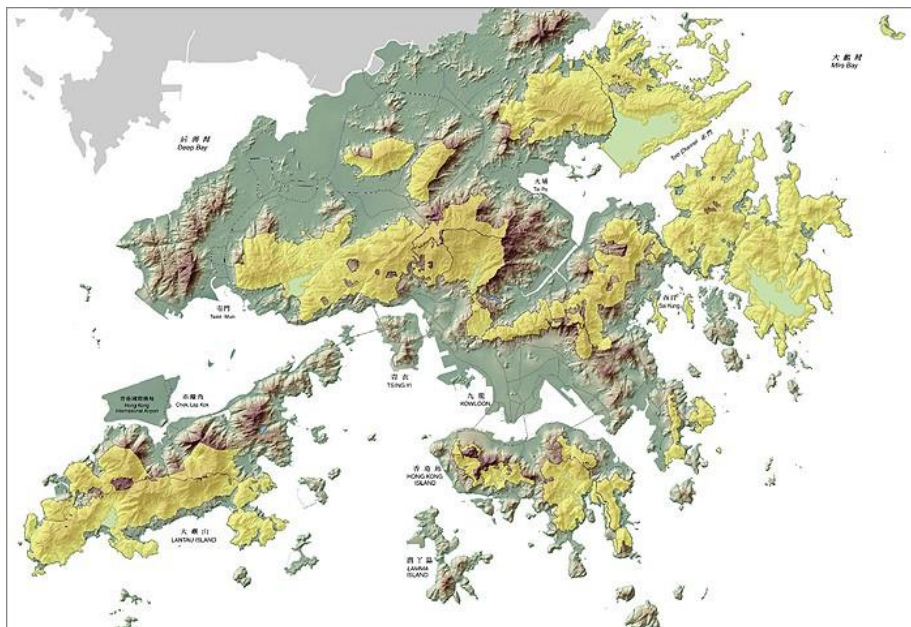 大鵬灣
Mirs Bay
后海灣
Deep Bay
大埔
Tai Po
屯門
Tuen Mun
西貢
Sai Kung
青衣
TSING YI
九龍
KOWLOON
香港國際機場
Hong Kong
International Airport
赤鱲角
Chek Lap Kok
香港島
HONG KONG
ISLAND
大嶼山
LANTAU ISLAND
南丫島
LAMMA
ISLAND